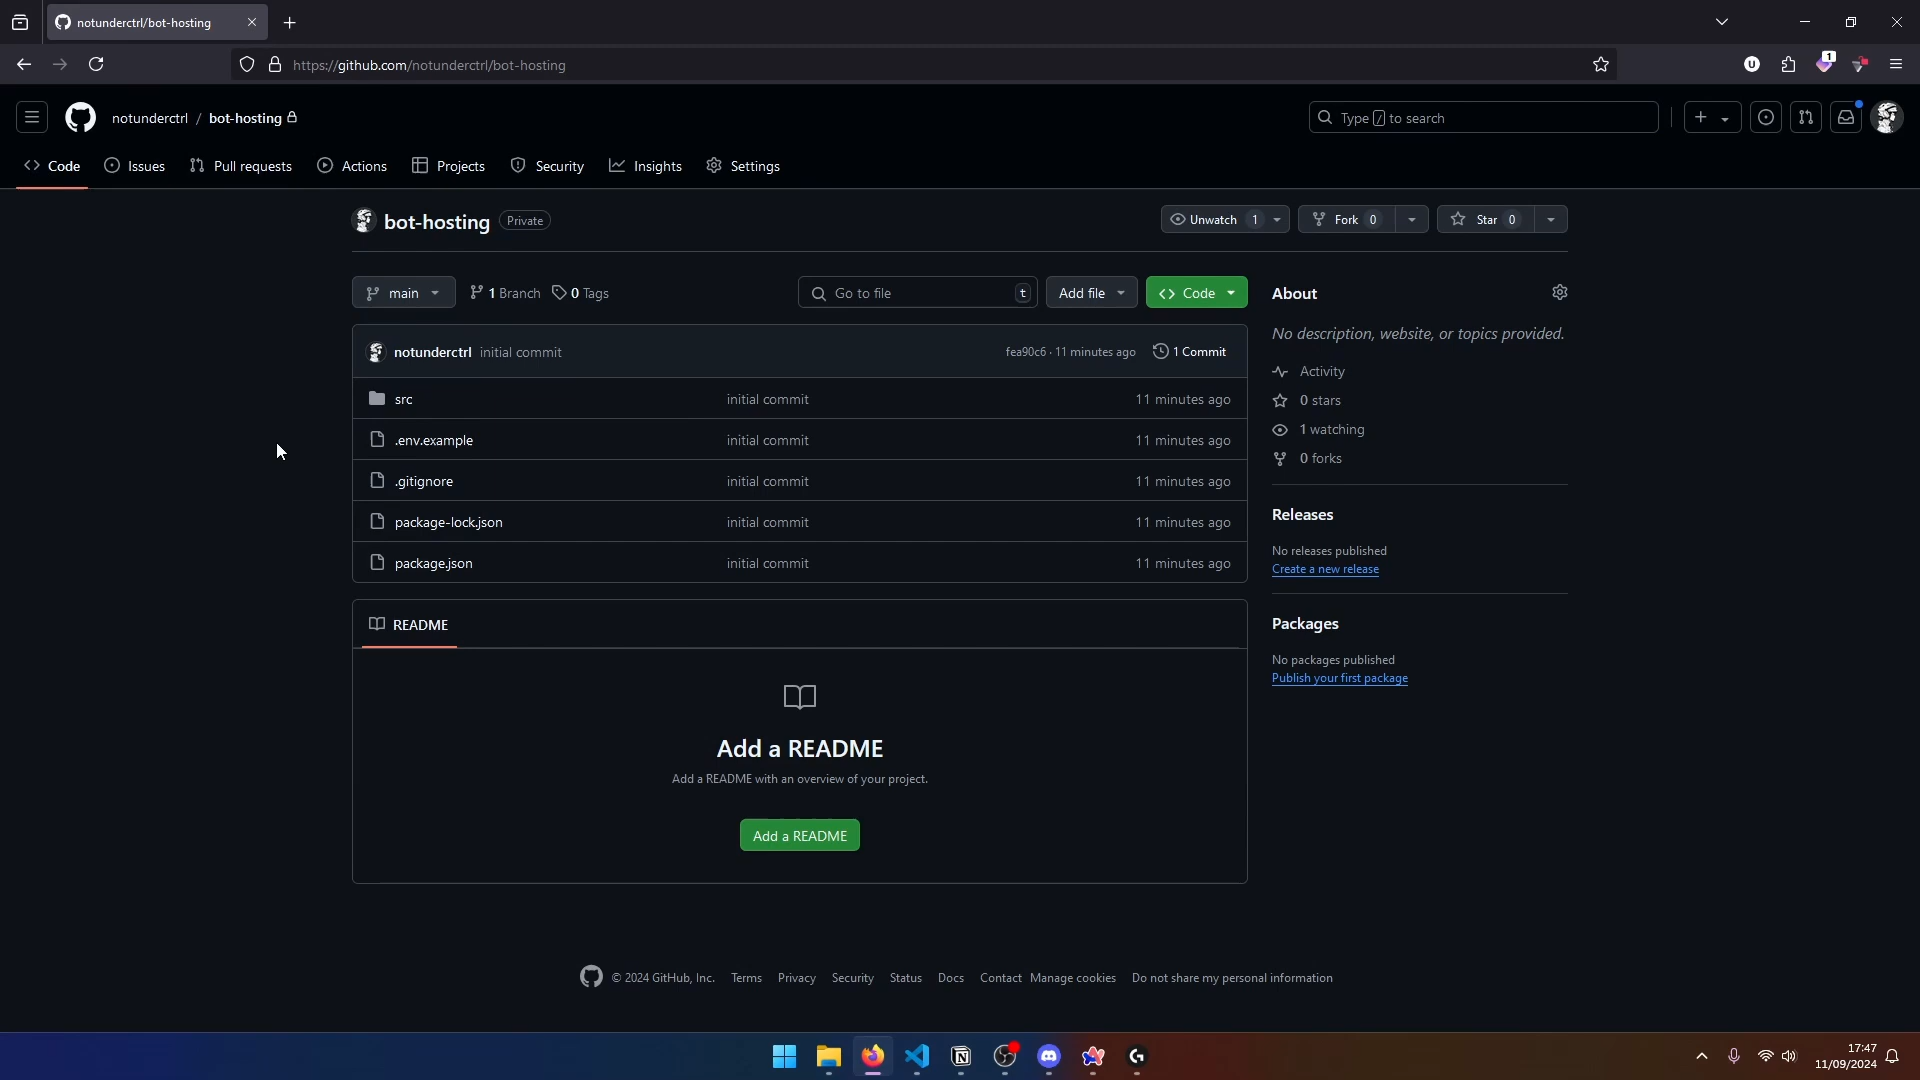 notunderctrl/bot-hosting
https://github.com/notunderctrl/bot-hosting
1
notunderctrl / bot-hosting
Type / to search
Code
Issues
Pull requests
Actions
Projects
Security
Insights
Settings
bot-hosting
Private
Unwatch 1
Fork 0
Star 0
main
1 Branch
0 Tags
Go to file
t
Add file
Code
notunderctrl initial commit
fea90c6 · 11 minutes ago
1 Commit
src initial commit 11 minutes ago
.env.example initial commit 11 minutes ago
.gitignore initial commit 11 minutes ago
package-lock.json initial commit 11 minutes ago
package.json initial commit 11 minutes ago
README
Add a README
Add a README with an overview of your project.
Add a README
About
No description, website, or topics provided.
Activity
0 stars
1 watching
0 forks
Releases
No releases published
Create a new release
Packages
No packages published
Publish your first package
© 2024 GitHub, Inc. Terms Privacy Security Status Docs Contact Manage cookies Do not share my personal information
17:47
11/09/2024